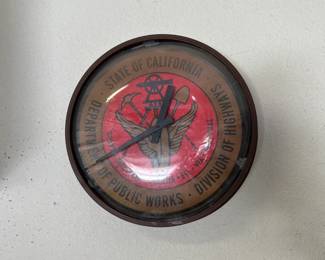 STATE OF CALIFORNIA
DEPARTMENT OF PUBLIC WORKS · DIVISION OF HIGHWAYS